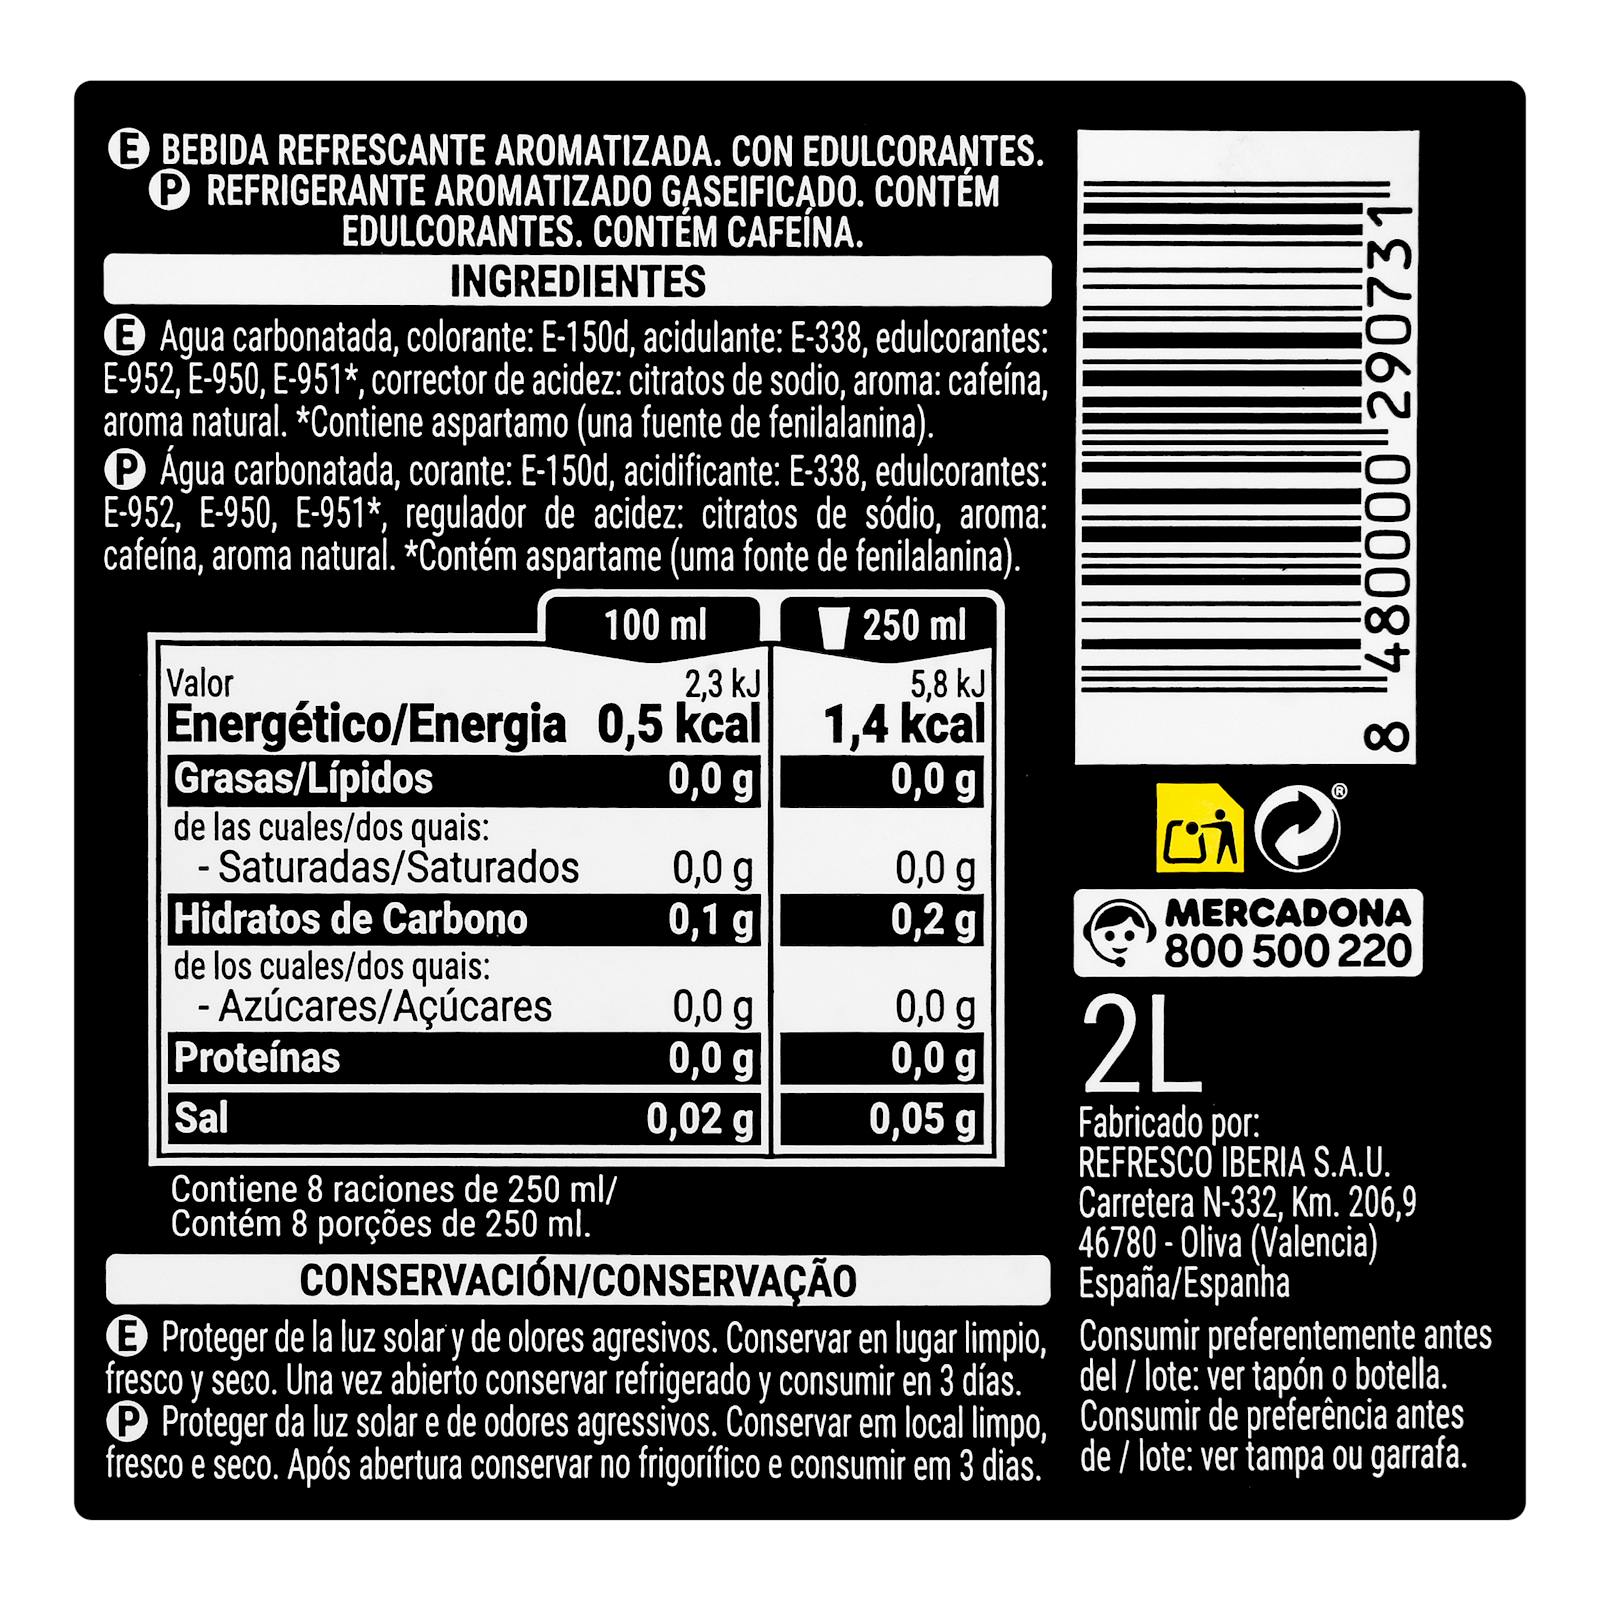 E BEBIDA REFRESCANTE AROMATIZADA. CON EDULCORANTES.
P REFRIGERANTE AROMATIZADO GASEIFICADO. CONTÉM
EDULCORANTES. CONTÉM CAFEÍNA.
INGREDIENTES
E Agua carbonatada, colorante: E-150d, acidulante: E-338, edulcorantes:
E-952, E-950, E-951*, corrector de acidez: citratos de sodio, aroma: cafeína,
aroma natural. *Contiene aspartamo (una fuente de fenilalanina).
P Água carbonatada, corante: E-150d, acidificante: E-338, edulcorantes:
E-952, E-950, E-951*, regulador de acidez: citratos de sódio, aroma:
cafeína, aroma natural. *Contém aspartame (uma fonte de fenilalanina).
100 ml 250 ml
Valor 2,3 kJ 5,8 kJ
Energético/Energia 0,5 kcal 1,4 kcal
Grasas/Lípidos 0,0 g 0,0 g
de las cuales/dos quais:
- Saturadas/Saturados 0,0 g 0,0 g
Hidratos de Carbono 0,1 g 0,2 g
de los cuales/dos quais:
- Azúcares/Açúcares 0,0 g 0,0 g
Proteínas 0,0 g 0,0 g
Sal 0,02 g 0,05 g
Contiene 8 raciones de 250 ml/
Contém 8 porções de 250 ml.
CONSERVACIÓN/CONSERVAÇÃO
E Proteger de la luz solar y de olores agresivos. Conservar en lugar limpio,
fresco y seco. Una vez abierto conservar refrigerado y consumir en 3 días.
P Proteger da luz solar e de odores agressivos. Conservar em local limpo,
fresco e seco. Após abertura conservar no frigorífico e consumir em 3 dias.
8 480000 290731
®
MERCADONA
800 500 220
2L
Fabricado por:
REFRESCO IBERIA S.A.U.
Carretera N-332, Km. 206,9
46780 - Oliva (Valencia)
España/Espanha
Consumir preferentemente antes
del / lote: ver tapón o botella.
Consumir de preferência antes
de / lote: ver tampa ou garrafa.